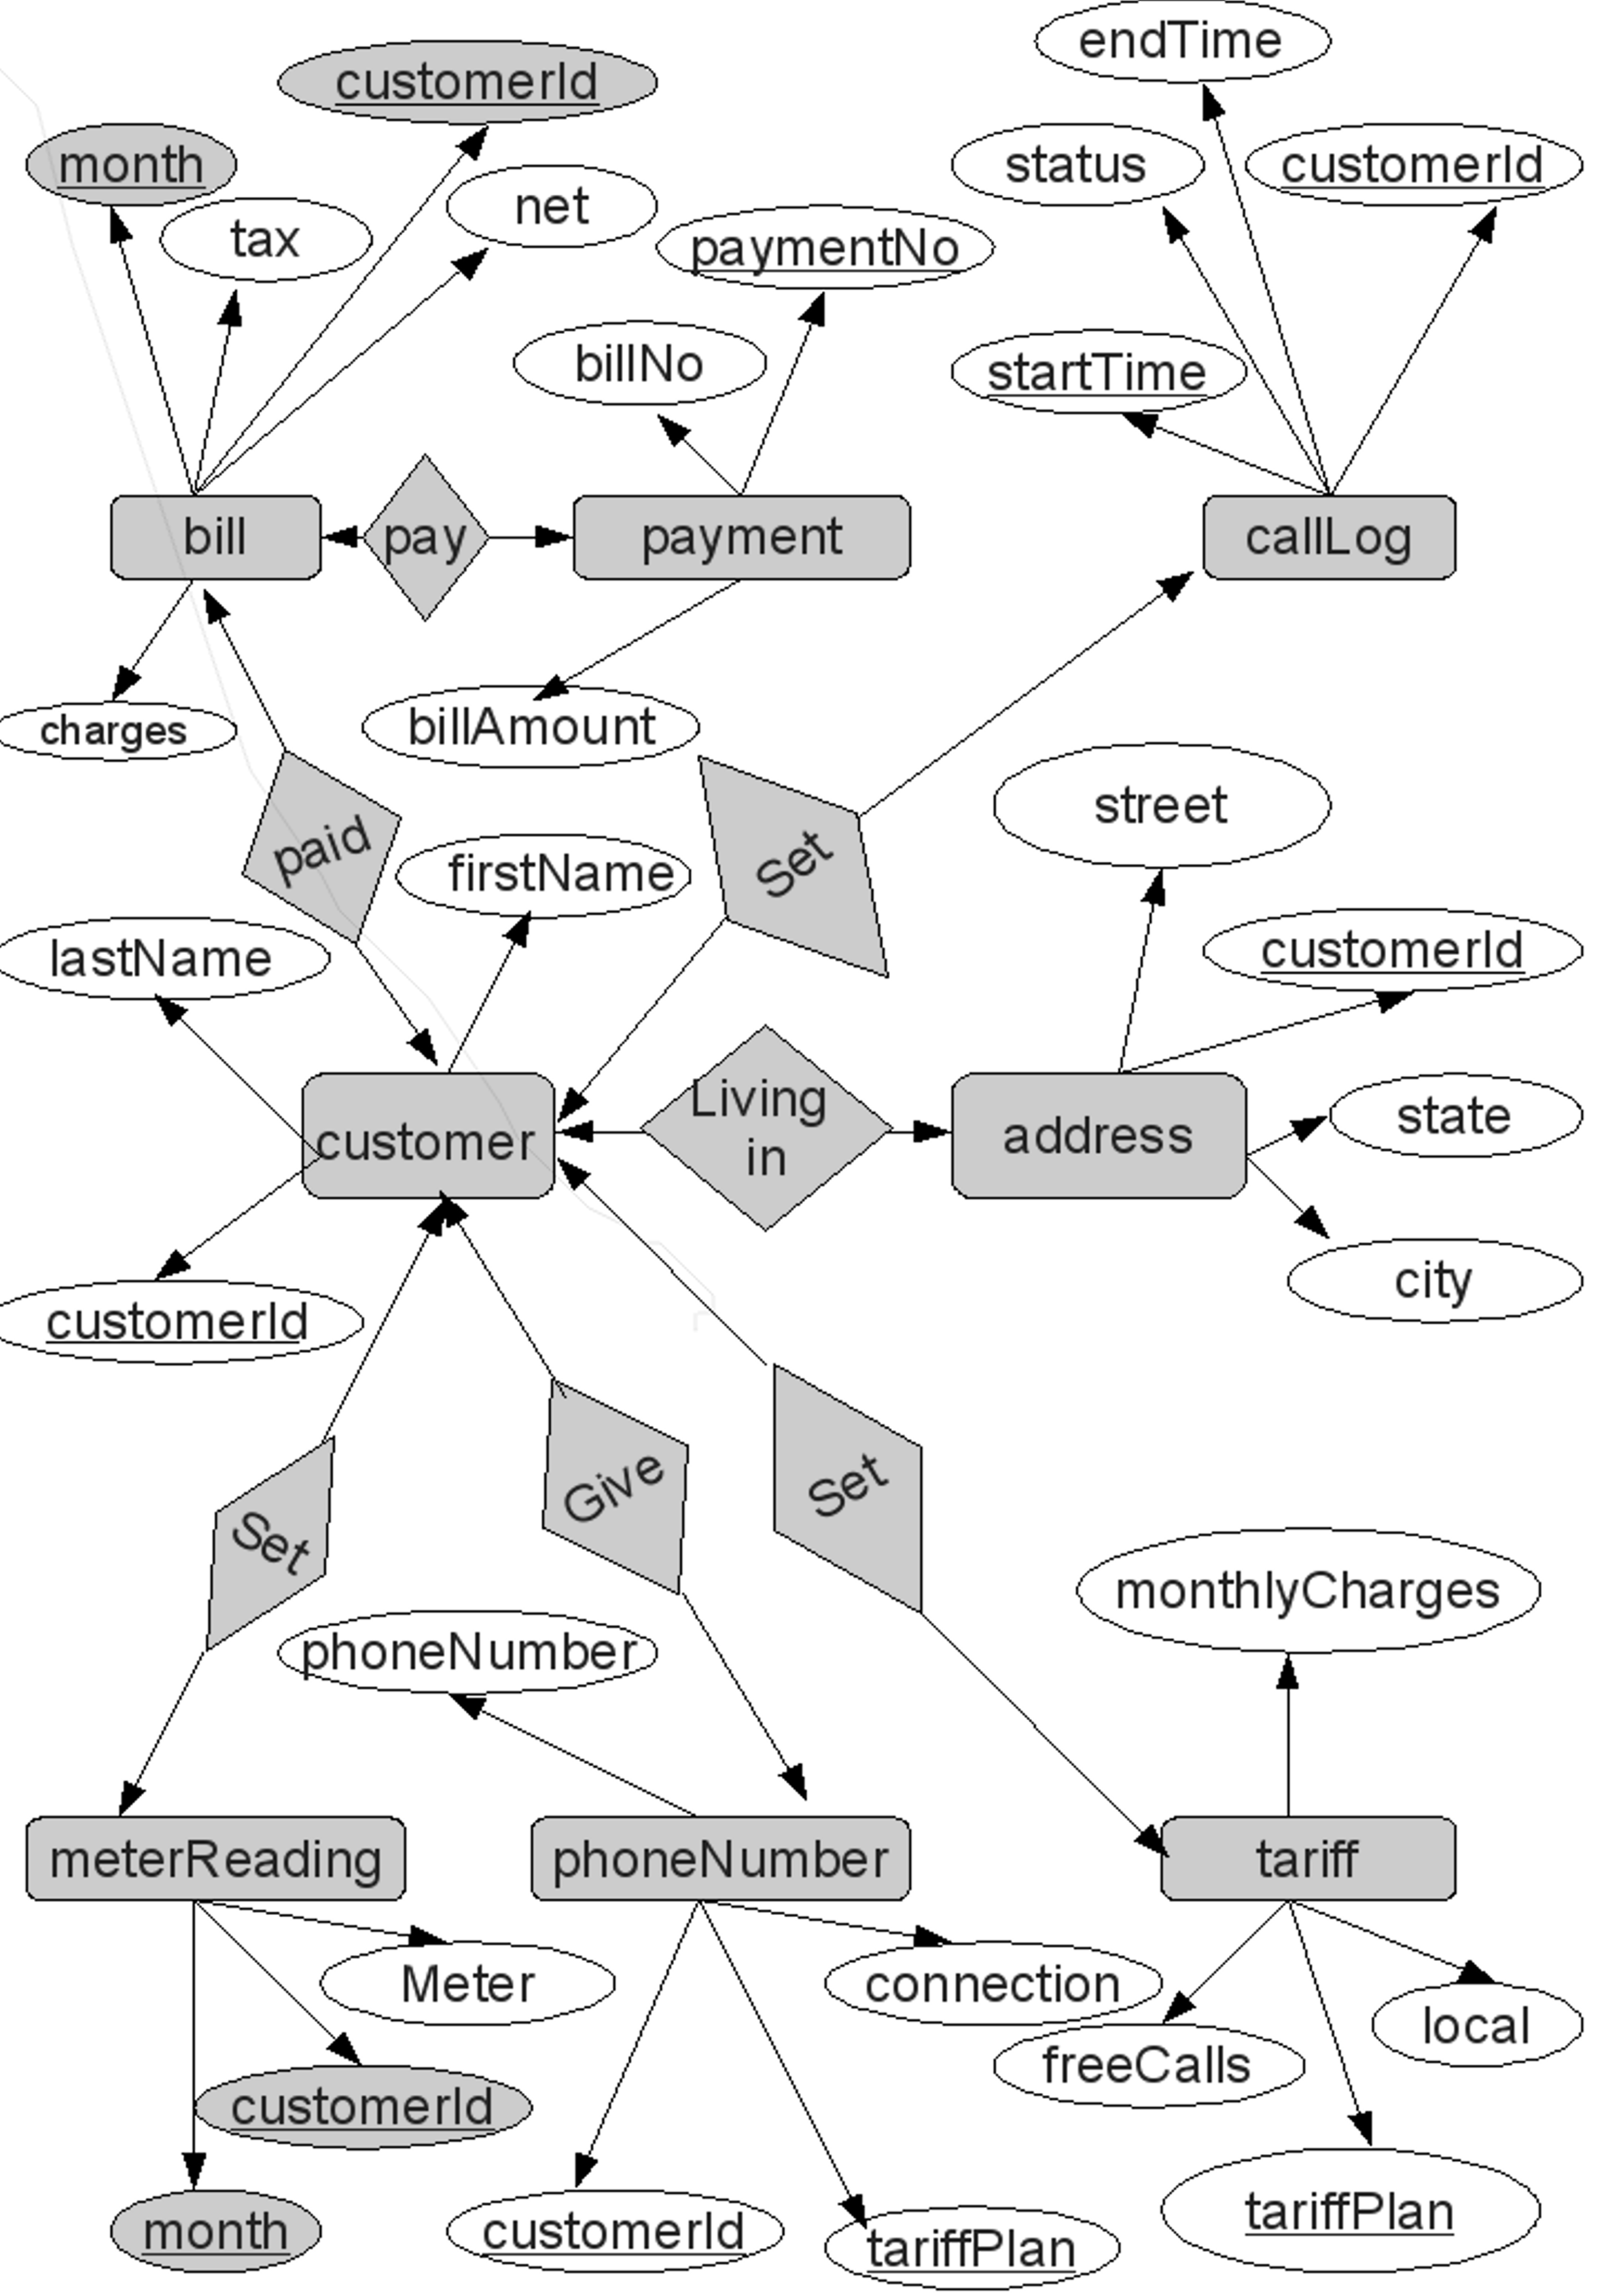 endTime
customerId
month
status
customerId
net
tax
paymentNo
billNo
startTime
bill
pay
payment
callLog
charges
billAmount
street
paid
firstName
Set
lastName
customerId
Living
in
customer
address
state
city
customerId
Set
Give
Set
monthlyCharges
phoneNumber
meterReading
phoneNumber
tariff
Meter
connection
local
freeCalls
customerId
month
customerId
tariffPlan
tariffPlan